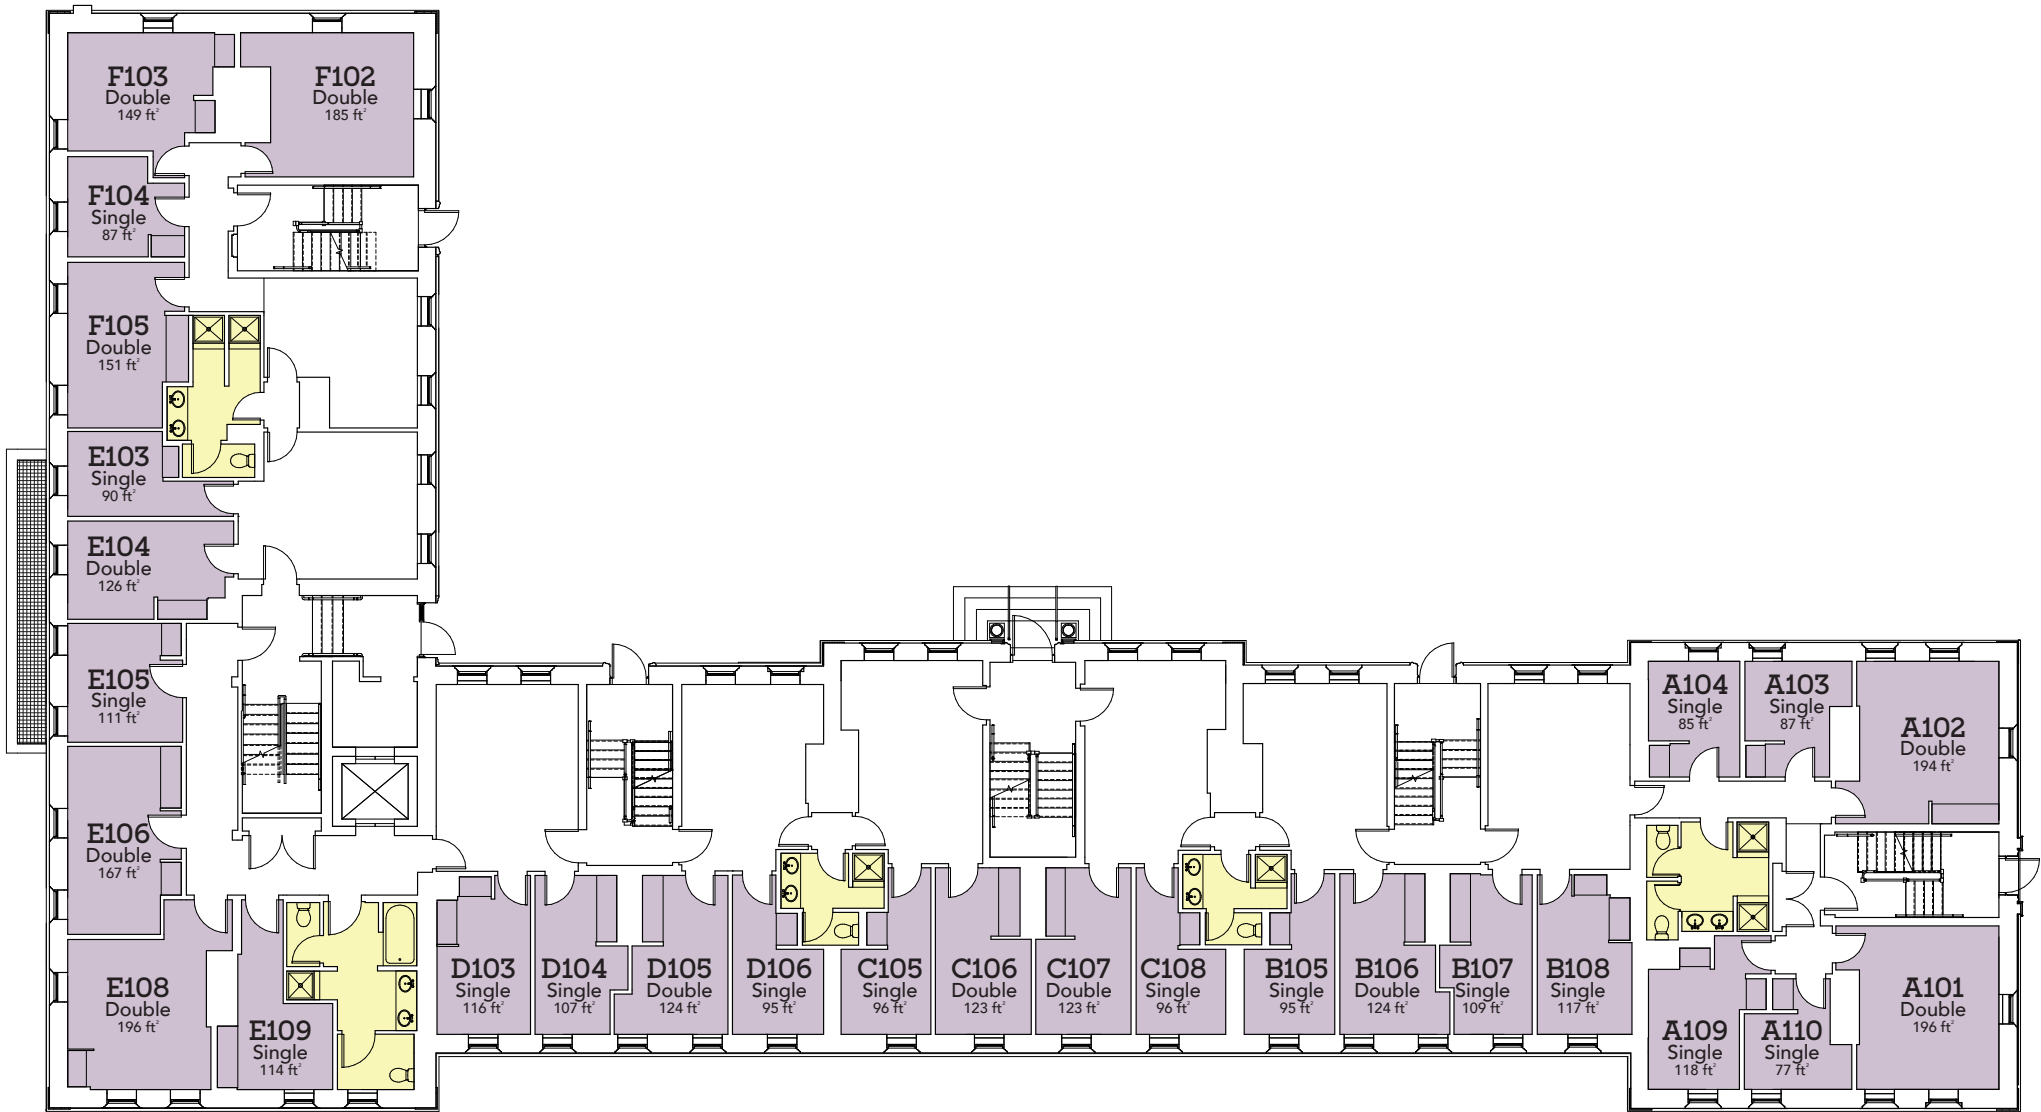 F103
Double
149 ft²
F102
Double
185 ft²
F104
Single
87 ft²
F105
Double
151 ft²
E103
Single
90 ft²
E104
Double
126 ft²
E105
Single
111 ft²
E106
Double
167 ft²
E108
Double
196 ft²
E109
Single
114 ft²
D103
Single
116 ft²
D104
Single
107 ft²
D105
Double
124 ft²
D106
Single
95 ft²
C105
Single
96 ft²
C106
Double
123 ft²
C107
Double
123 ft²
C108
Single
96 ft²
B105
Single
95 ft²
B106
Double
124 ft²
B107
Single
109 ft²
B108
Single
117 ft²
A104
Single
85 ft²
A103
Single
87 ft²
A102
Double
194 ft²
A101
Double
196 ft²
A109
Single
118 ft²
A110
Single
77 ft²